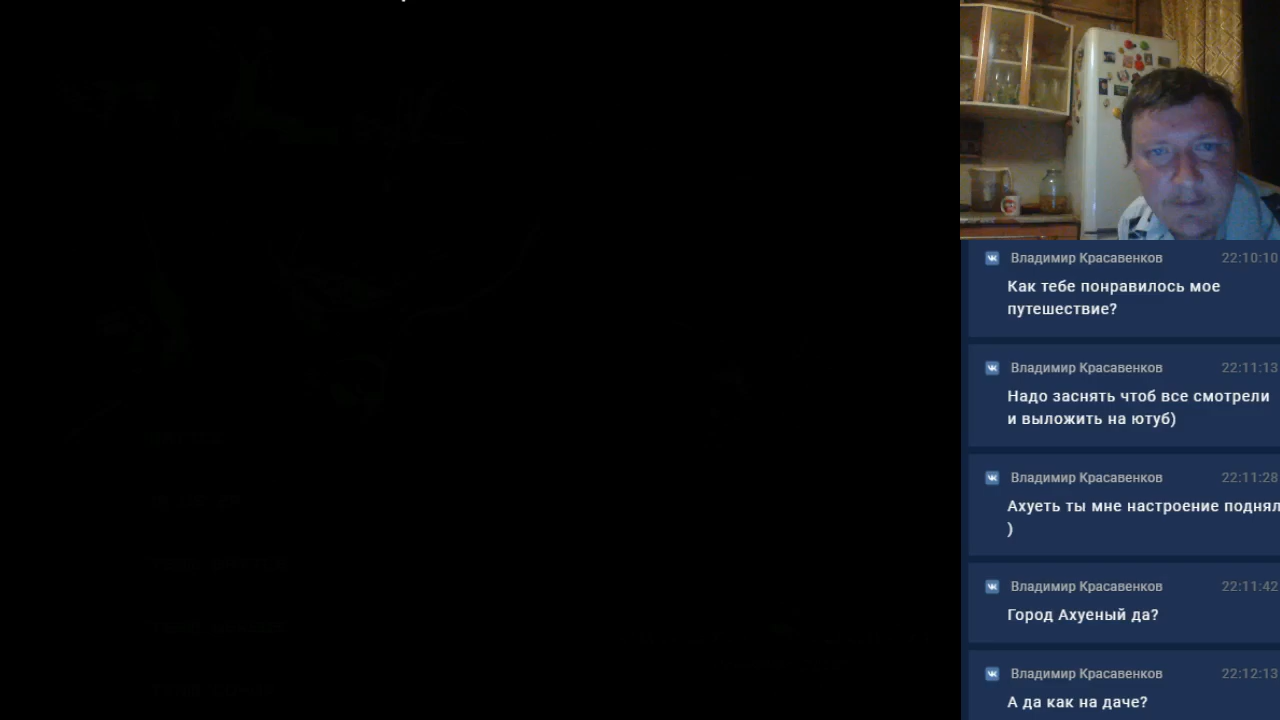 Владимир Красавенков 22:10:10
Как тебе понравилось мое
путешествие?
Владимир Красавенков 22:11:13
Надо заснять чтоб все смотрели
и выложить на ютуб)
Владимир Красавенков 22:11:28
Ахуеть ты мне настроение поднял
)
Владимир Красавенков 22:11:42
Город Ахуеный да?
Владимир Красавенков 22:12:13
А да как на даче?